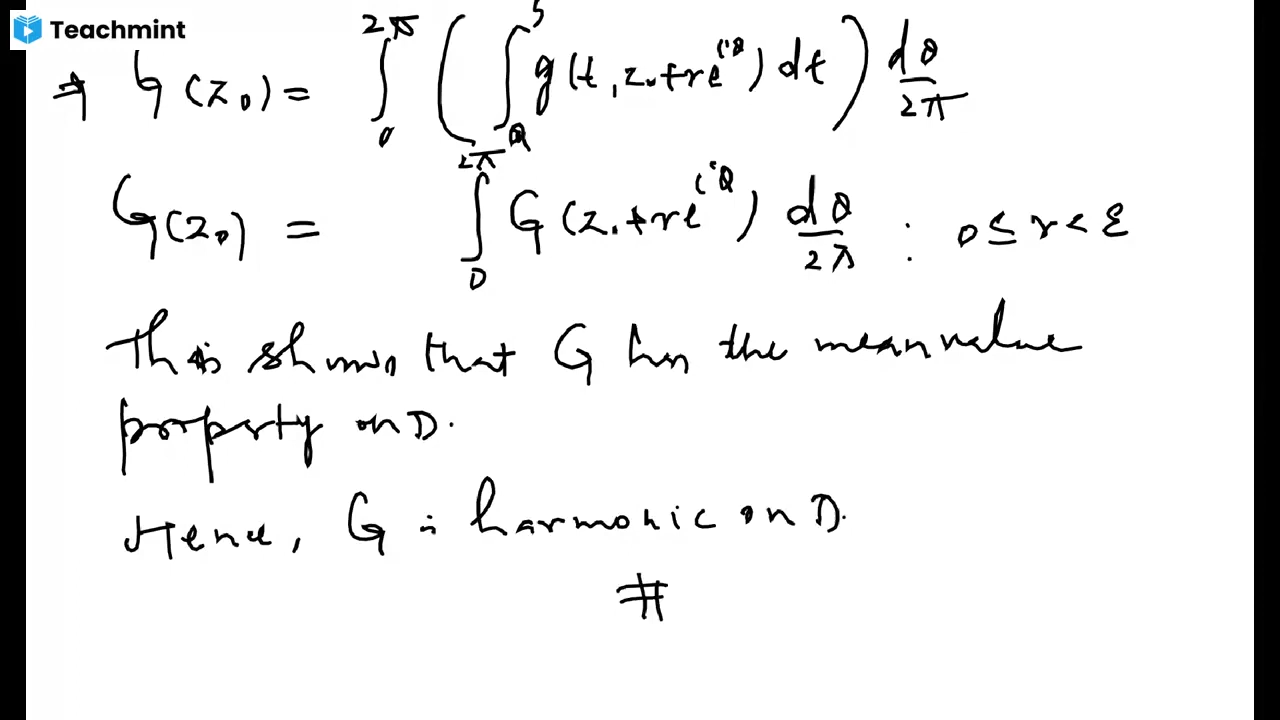 Teachmint
⇒ G(z₀) = ∫₀^{2π} ( ∫ₐᵇ g(t, z₀+re^{iθ}) dt ) dθ/2π
G(z₀) = ∫₀^{2π} G(z₀+re^{iθ}) dθ/2π : 0 ≤ r < ε
This shows that G has the mean value
property on D.
Hence, G is harmonic on D.
#